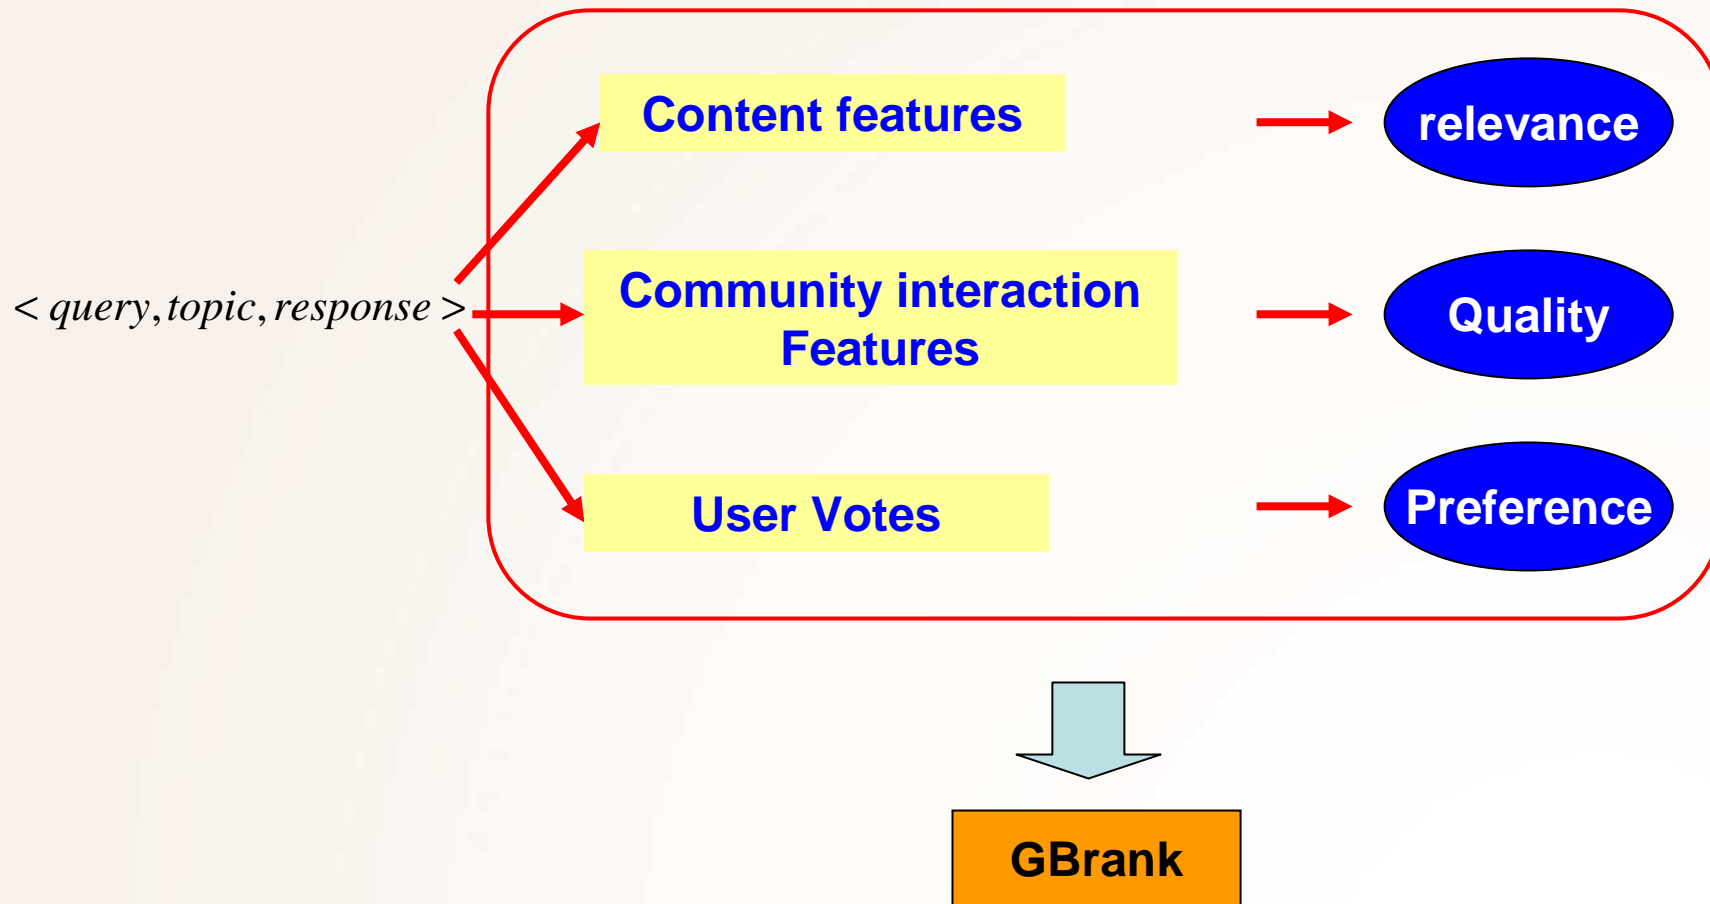 Content features
relevance
< query, topic, response >
Community interaction
Features
Quality
User Votes
Preference
GBrank